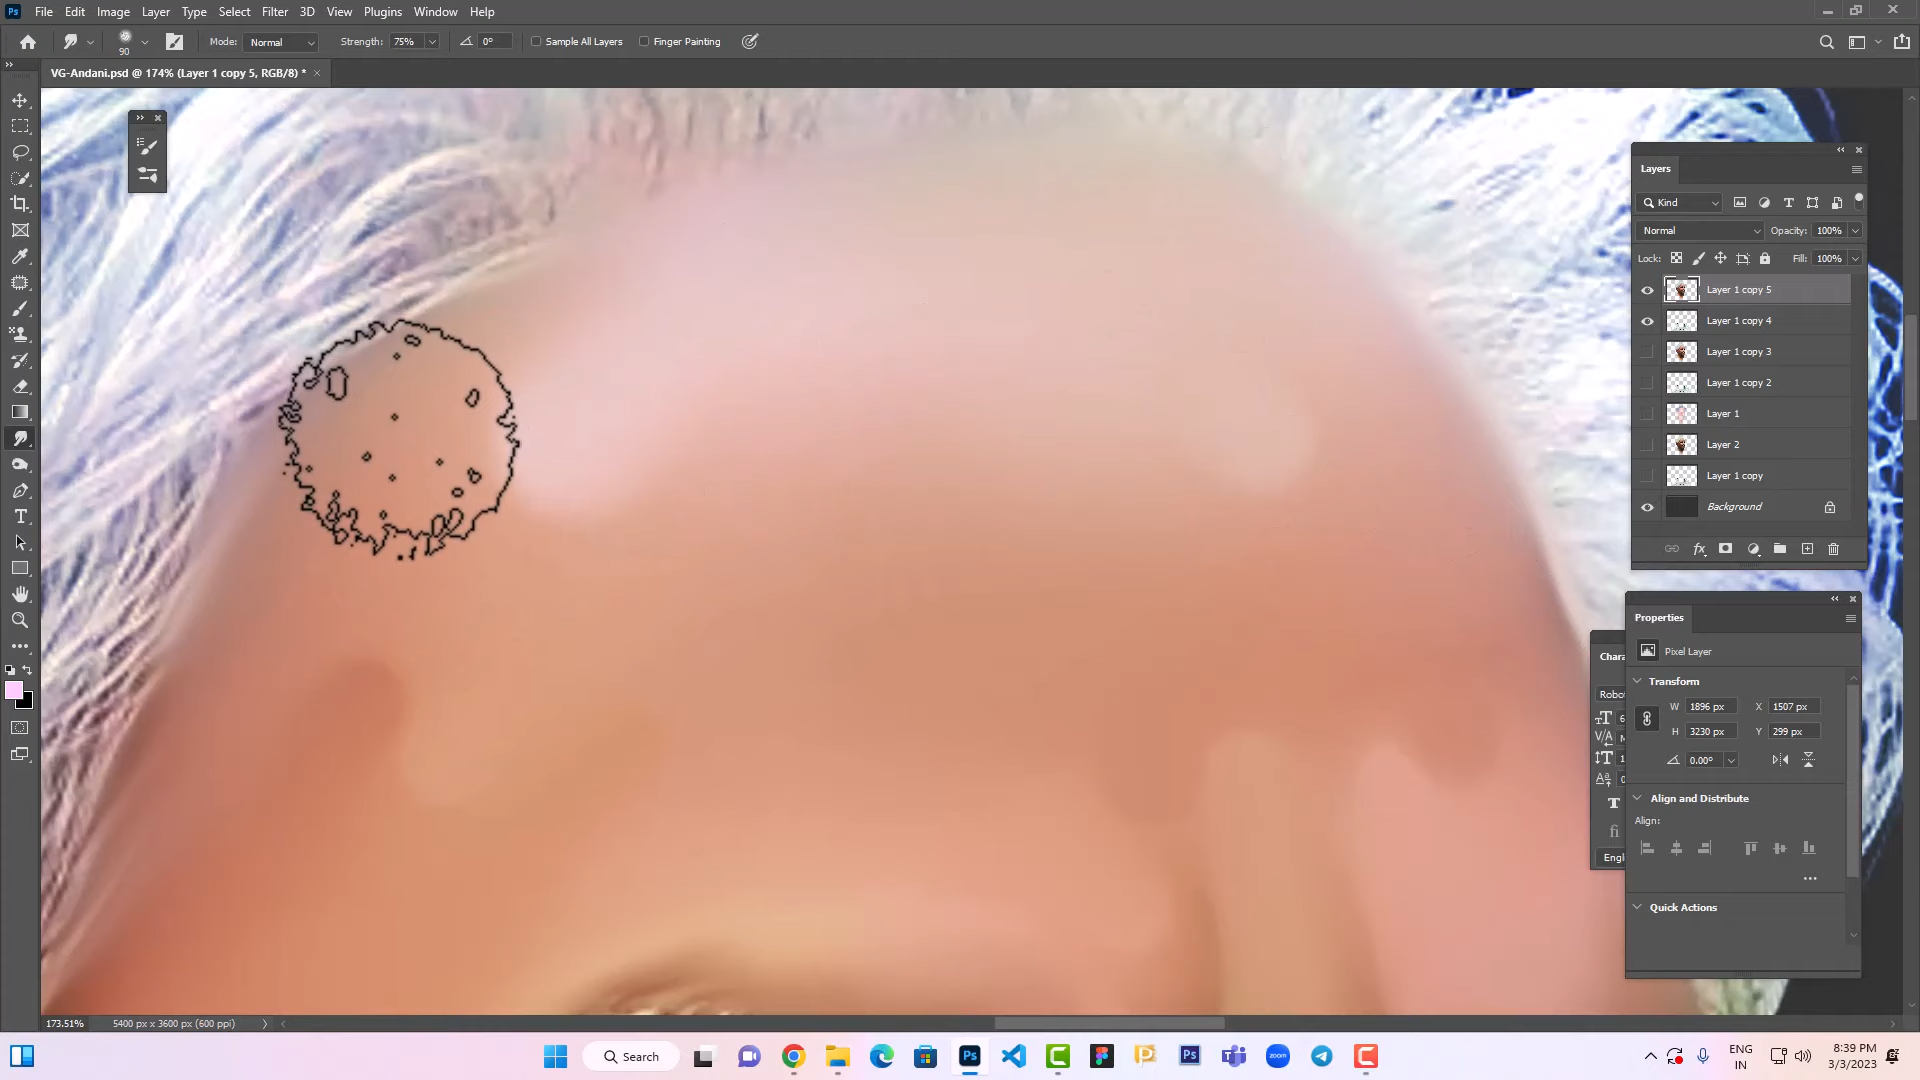 Ps File Edit Image Layer Type Select Filter 3D View Plugins Window Help
90 Mode: Normal Strength: 75% 0° Sample All Layers Finger Painting
VG-Andani.psd @ 174% (Layer 1 copy 5, RGB/8) * ×
Layers
Kind
Normal Opacity: 100%
Lock: Fill: 100%
Layer 1 copy 5
Layer 1 copy 4
Layer 1 copy 3
Layer 1 copy 2
Layer 1
Layer 2
Layer 1 copy
Background
fx
Properties
Pixel Layer
Transform
W 1896 px X 1507 px
H 3230 px Y 299 px
0.00°
Align and Distribute
Align:
Quick Actions
173.51% 5400 px x 3600 px (600 ppi)
Search
zoom
ENG
IN
8:39 PM
3/3/2023